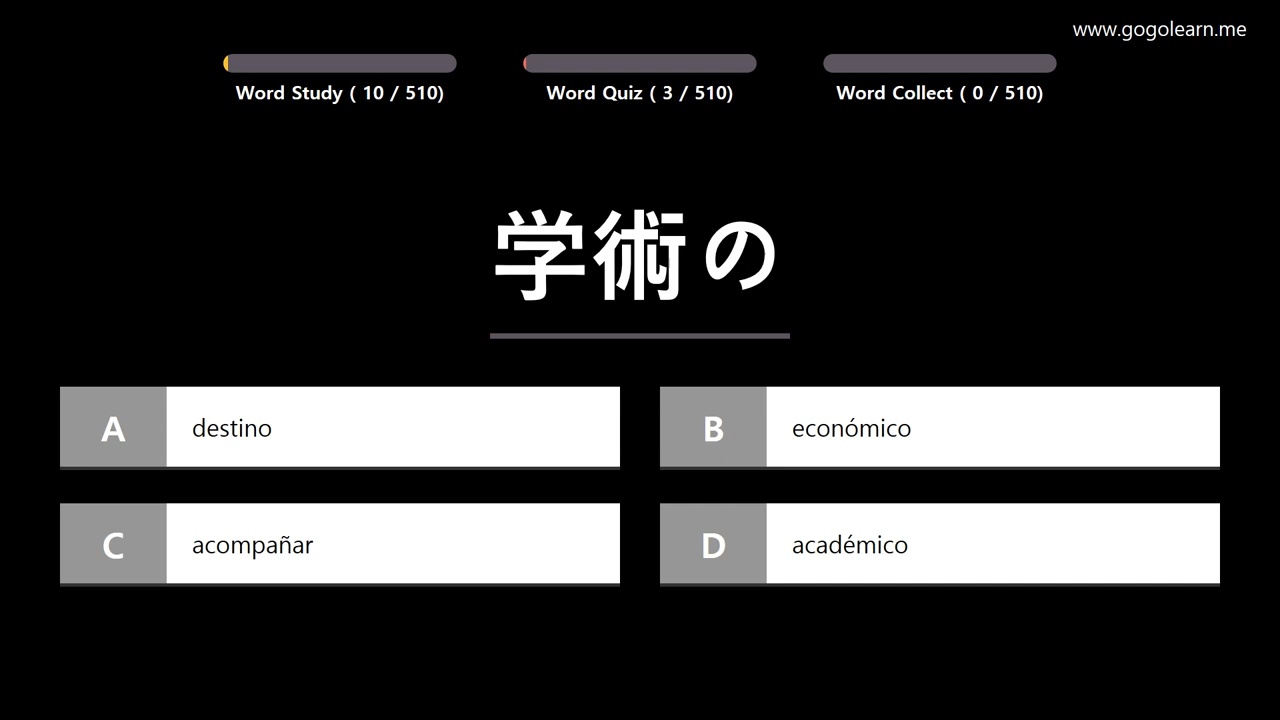 www.gogolearn.me
Word Study ( 10 / 510)
Word Quiz ( 3 / 510)
Word Collect ( 0 / 510)
学術の
A destino
B económico
C acompañar
D académico